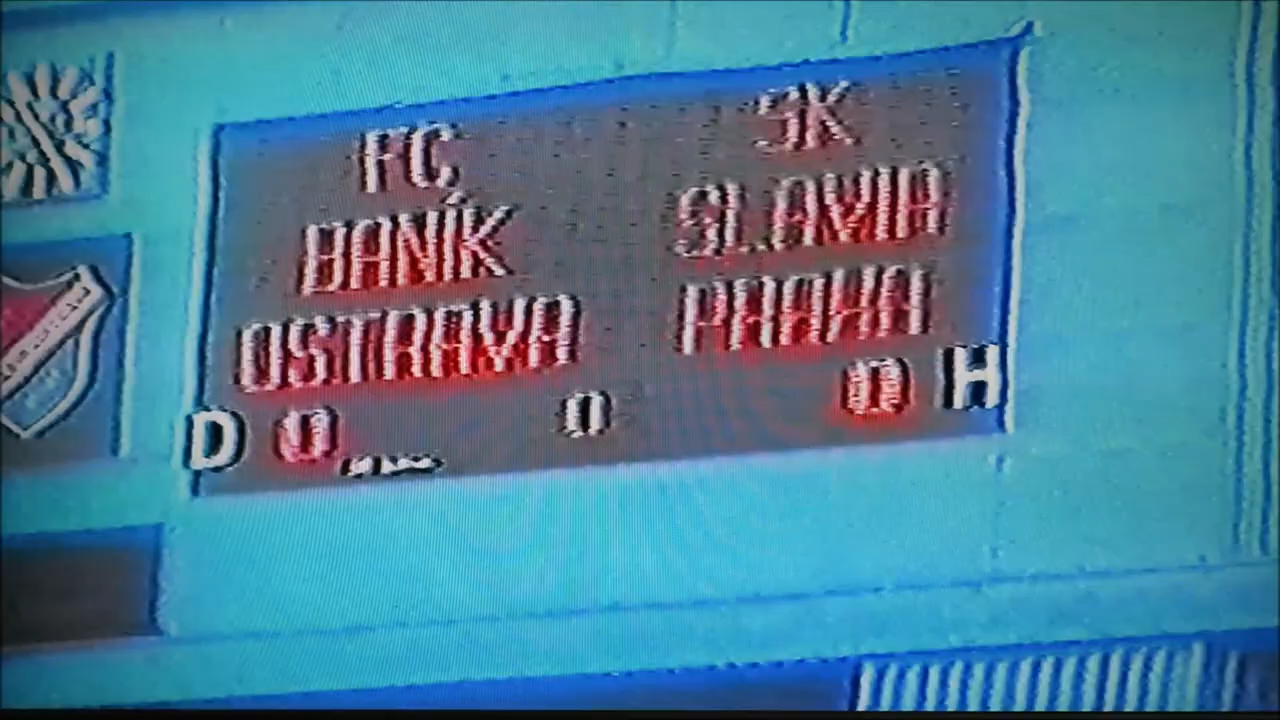 FC
BANÍK
OSTRAVA
SK
SLAVIA
PRAHA
D 0 0 0 H